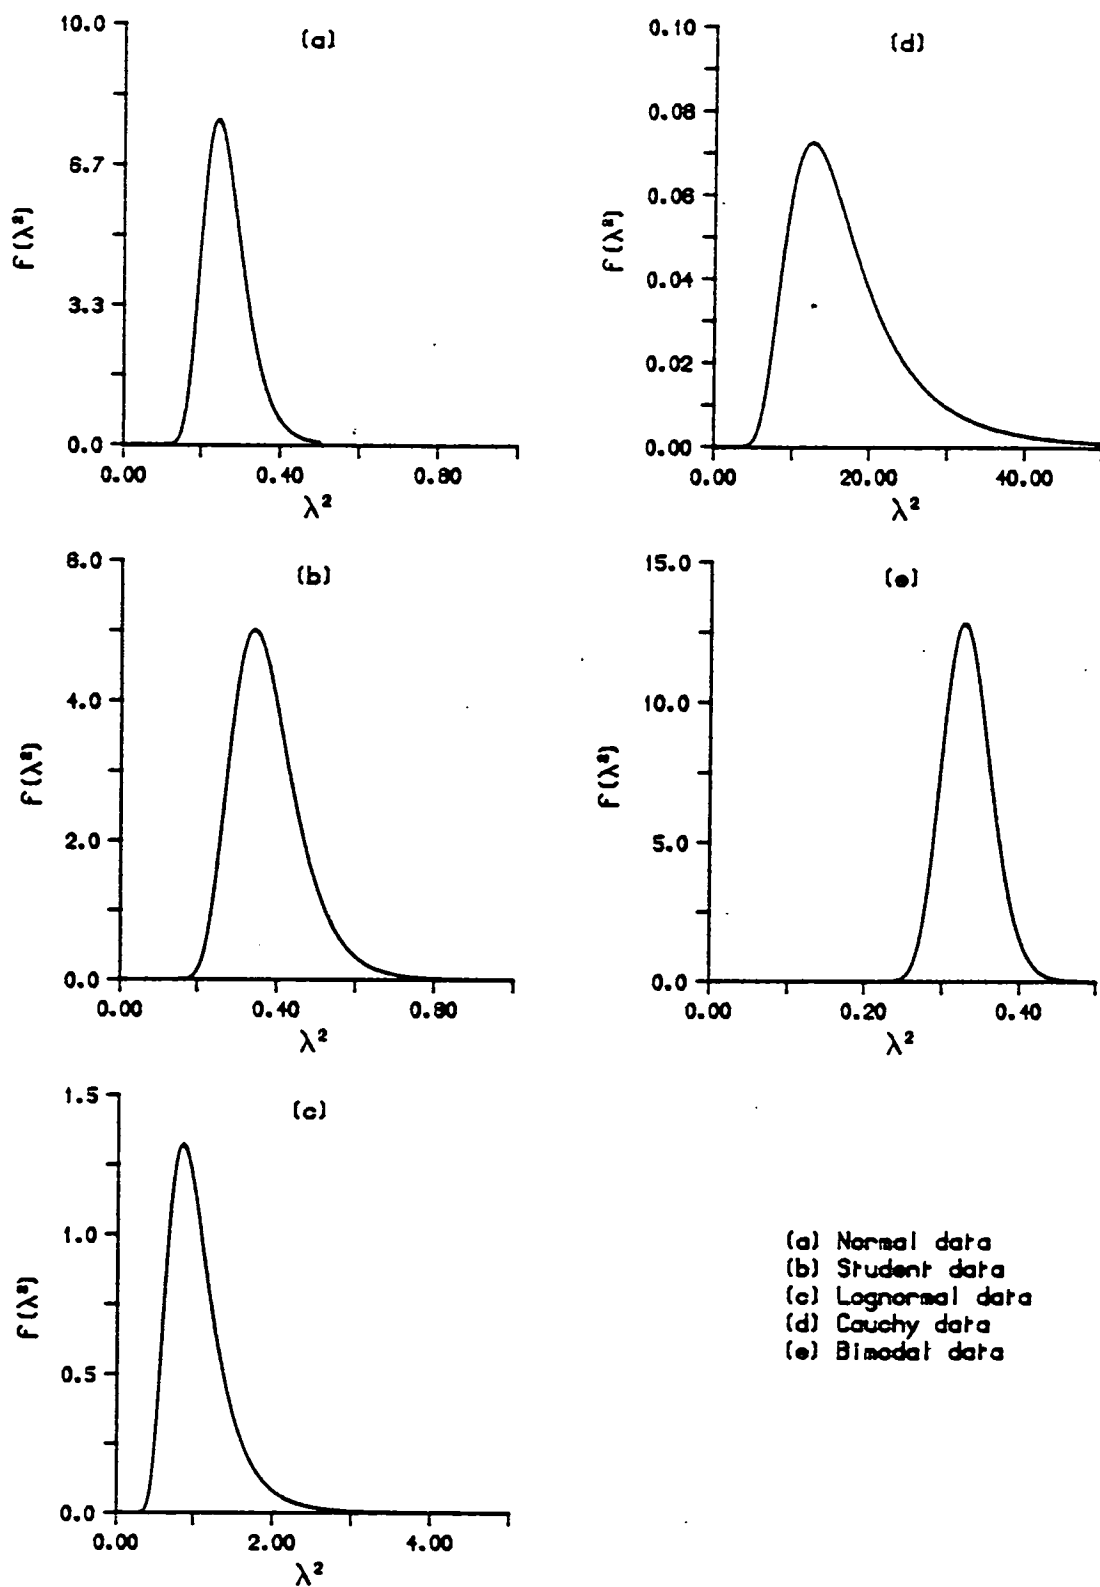 (a)
10.0
6.7
3.3
0.0
f(λ²)
0.00 0.40 0.80
λ²
(d)
0.10
0.08
0.06
0.04
0.02
0.00
f(λ²)
0.00 20.00 40.00
λ²
(b)
6.0
4.0
2.0
0.0
f(λ²)
0.00 0.40 0.80
λ²
(e)
15.0
10.0
5.0
0.0
f(λ²)
0.00 0.20 0.40
λ²
(c)
1.5
1.0
0.5
0.0
f(λ²)
0.00 2.00 4.00
λ²
(a) Normal data
(b) Student data
(c) Lognormal data
(d) Cauchy data
(e) Bimodal data